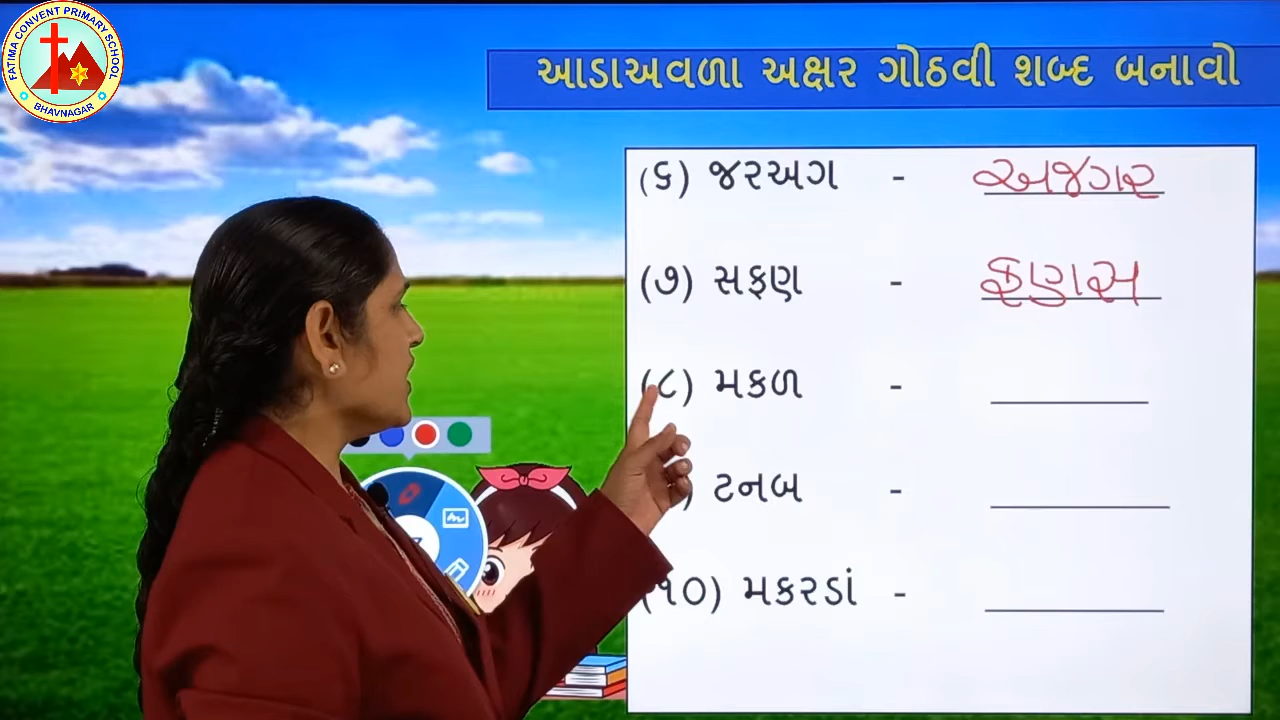 FATIMA CONVENT PRIMARY SCHOOL
BHAVNAGAR
આડાઅવળા અક્ષર ગોઠવી શબ્દ બનાવો
(૬) જરઅગ - અજગર
(૭) સફણ - ફણસ
(૮) મકળ -
) ટનબ -
(૧૦) મકરડાં -